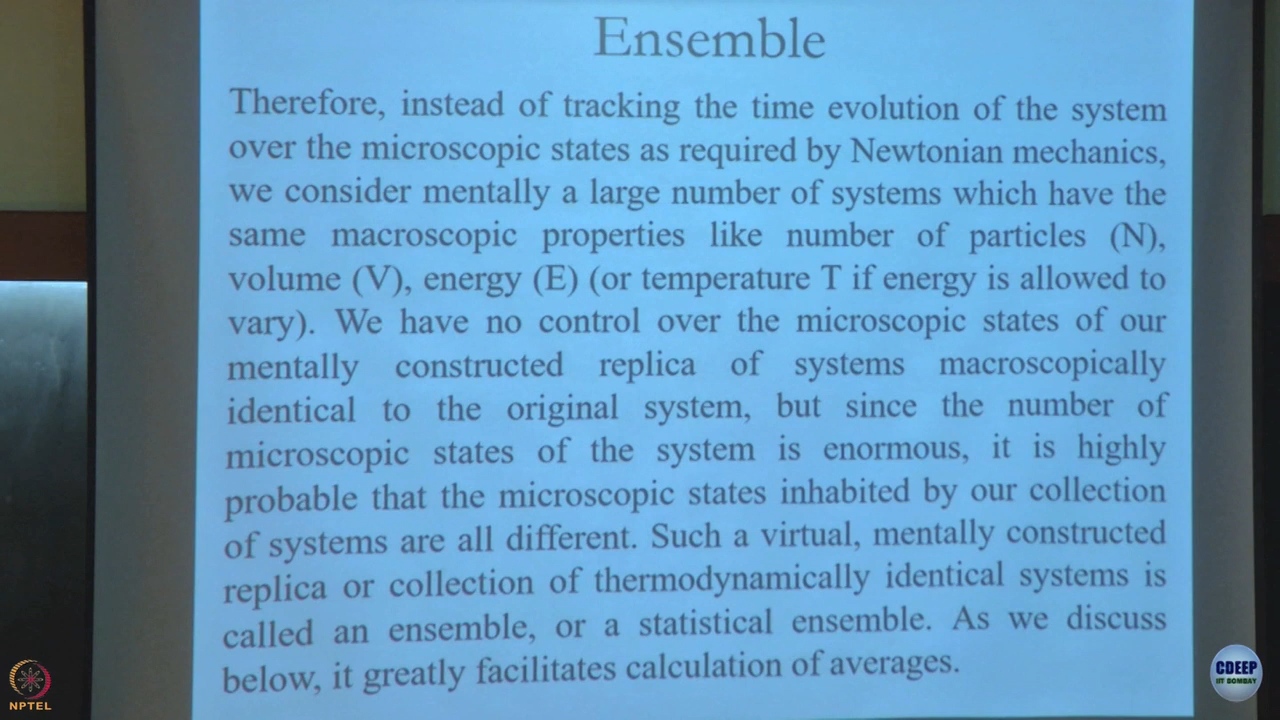 Ensemble
Therefore, instead of tracking the time evolution of the system
over the microscopic states as required by Newtonian mechanics,
we consider mentally a large number of systems which have the
same macroscopic properties like number of particles (N),
volume (V), energy (E) (or temperature T if energy is allowed to
vary). We have no control over the microscopic states of our
mentally constructed replica of systems macroscopically
identical to the original system, but since the number of
microscopic states of the system is enormous, it is highly
probable that the microscopic states inhabited by our collection
of systems are all different. Such a virtual, mentally constructed
replica or collection of thermodynamically identical systems is
called an ensemble, or a statistical ensemble. As we discuss
below, it greatly facilitates calculation of averages.
NPTEL
CDEEP
IIT BOMBAY